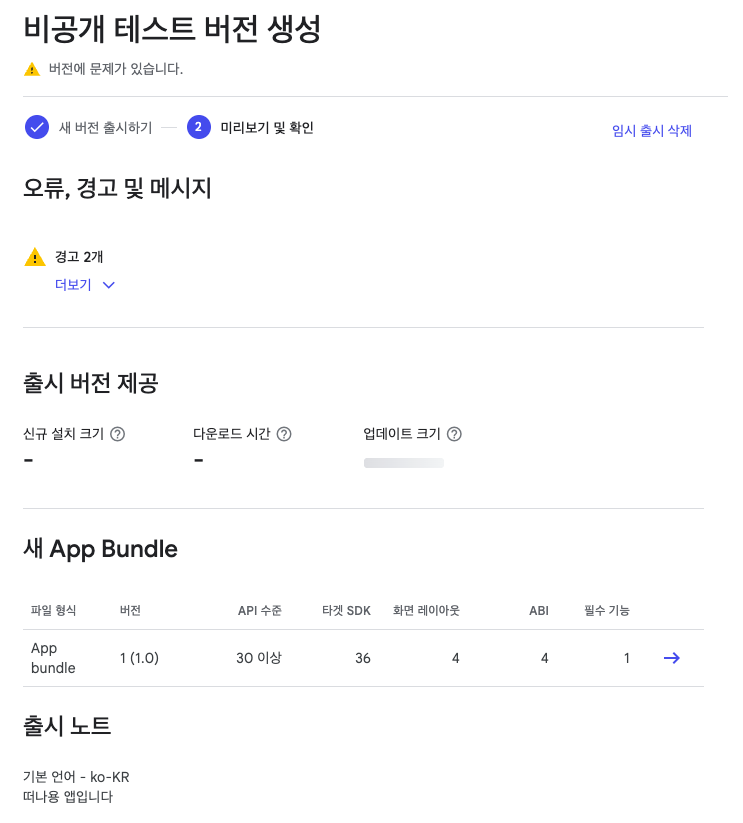 비공개 테스트 버전 생성
버전에 문제가 있습니다.
새 버전 출시하기
2 미리보기 및 확인
임시 출시 삭제
오류, 경고 및 메시지
경고 2개
더보기
출시 버전 제공
신규 설치 크기 ? 다운로드 시간 ? 업데이트 크기 ?
- -
새 App Bundle
파일 형식 버전 API 수준 타겟 SDK 화면 레이아웃 ABI 필수 기능
App bundle 1 (1.0) 30 이상 36 4 4 1
출시 노트
기본 언어 - ko-KR
떠나용 앱입니다